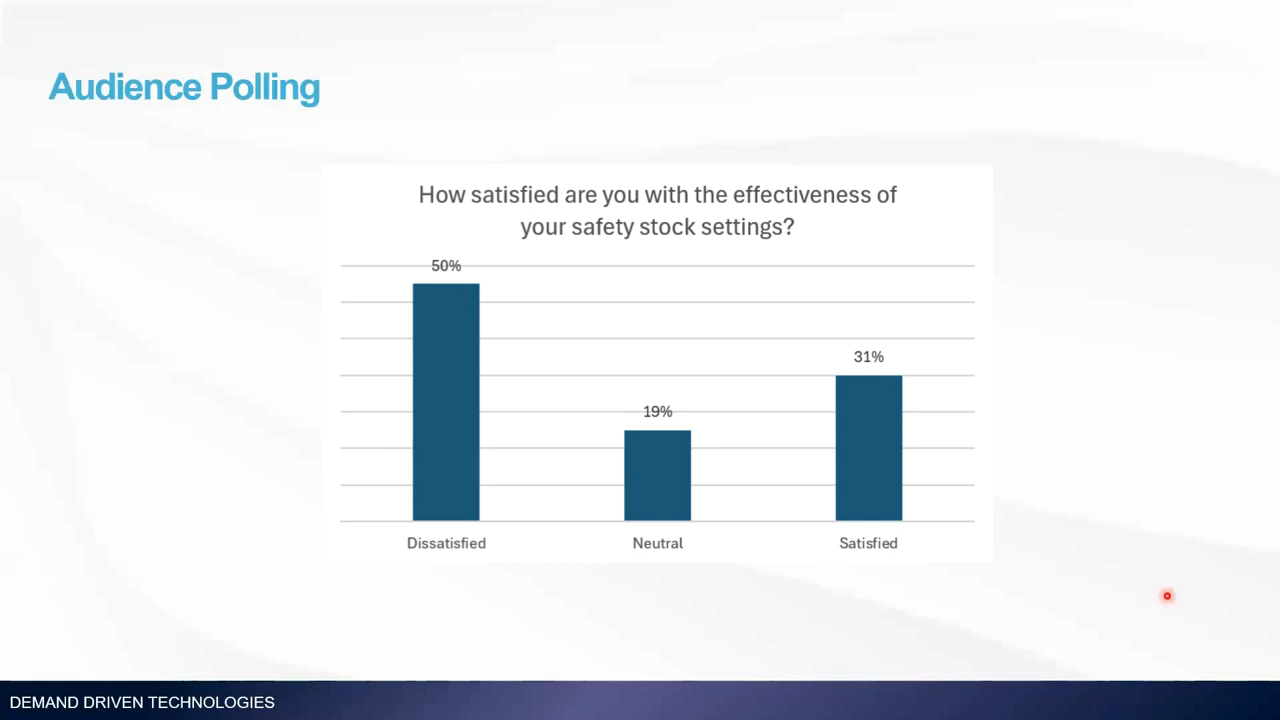 Audience Polling
How satisfied are you with the effectiveness of
your safety stock settings?
50%
19%
31%
Dissatisfied
Neutral
Satisfied
DEMAND DRIVEN TECHNOLOGIES